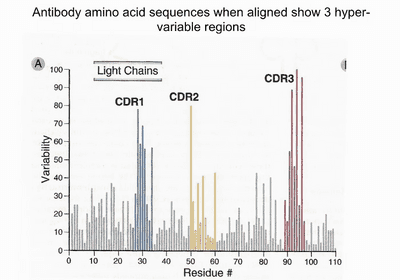 Antibody amino acid sequences when aligned show 3 hyper-
variable regions
A
Light Chains
CDR1
CDR2
CDR3
Variability
100
90
80
70
60
50
40
30
20
10
0
0 10 20 30 40 50 60 70 80 90 100 110
Residue #